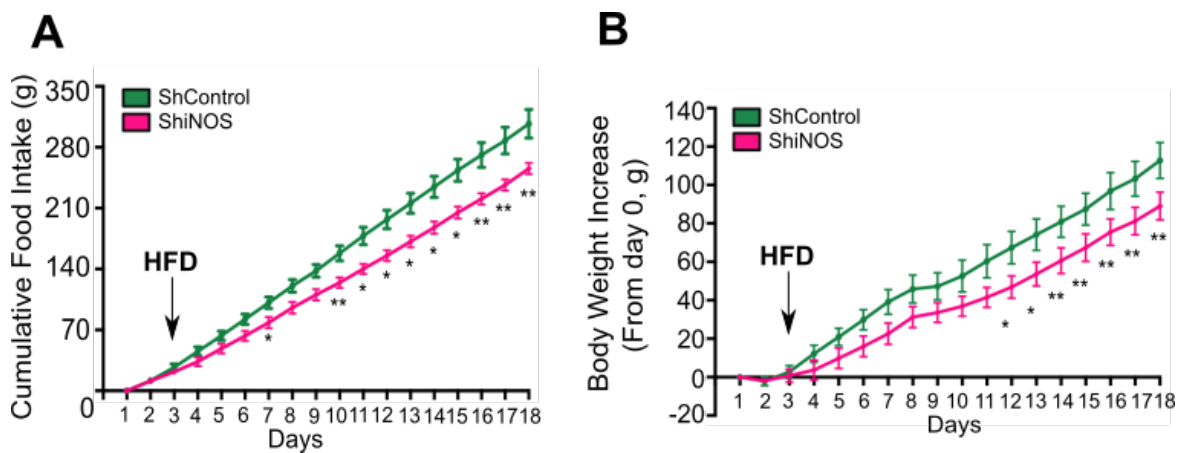 A
Cumulative Food Intake (g)
350
280
210
140
70
0
ShControl
ShiNOS
HFD
*
**
*
*
*
*
*
**
**
**
1 2 3 4 5 6 7 8 9 10 11 12 13 14 15 16 17 18
Days
B
Body Weight Increase
(From day 0, g)
140
120
100
80
60
40
20
0
-20
ShControl
ShiNOS
HFD
*
*
**
**
**
**
**
1 2 3 4 5 6 7 8 9 10 11 12 13 14 15 16 17 18
Days